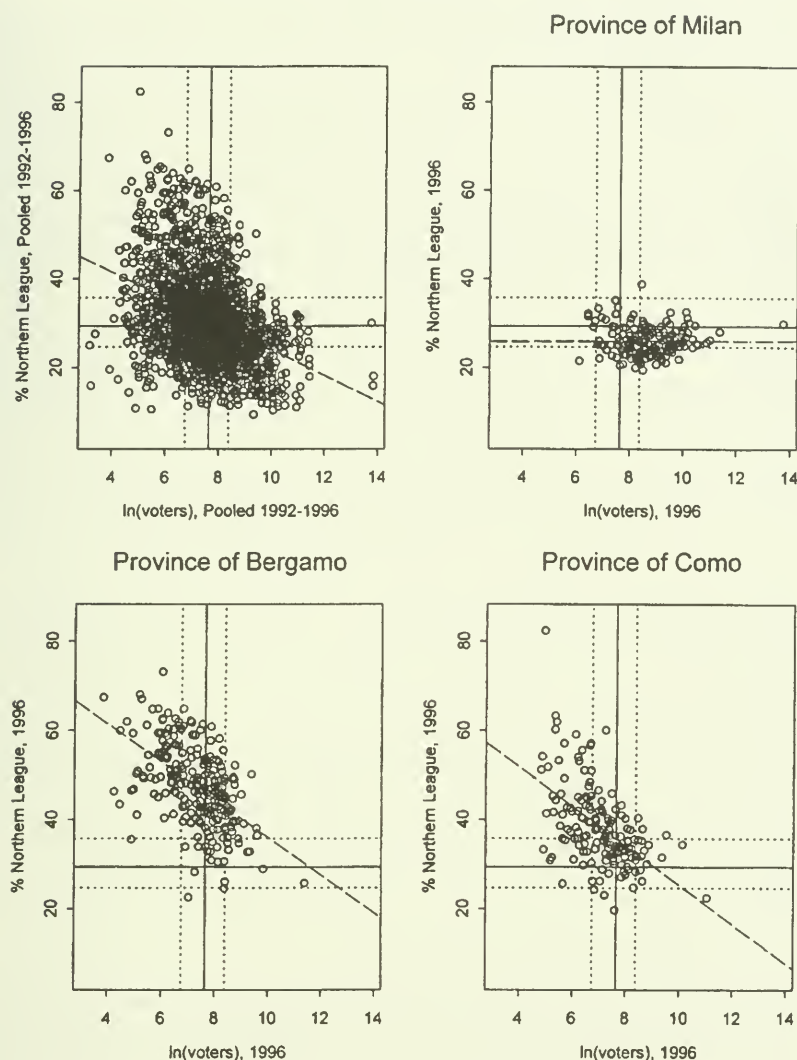 Province of Milan
% Northern League, Pooled 1992-1996
80
60
40
20
4 6 8 10 12 14
ln(voters), Pooled 1992-1996
% Northern League, 1996
80
60
40
20
4 6 8 10 12 14
ln(voters), 1996
Province of Bergamo
% Northern League, 1996
80
60
40
20
4 6 8 10 12 14
ln(voters), 1996
Province of Como
% Northern League, 1996
80
60
40
20
4 6 8 10 12 14
ln(voters), 1996